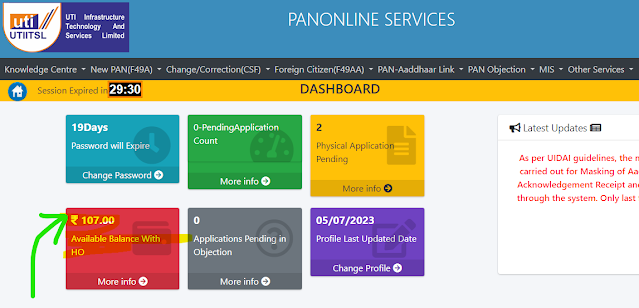 uti
UTIITSL
UTI Infrastructure
Technology And
Services Limited
PANONLINE SERVICES
Knowledge Centre New PAN(F49A) Change/Correction(CSF) Foreign Citizen(F49AA) PAN-Aadhaar Link PAN Objection MIS Other Services
Session Expired in 29:30
DASHBOARD
19Days
Password will Expire
Change Password
0-PendingApplication
Count
More info
2
Physical Application
Pending
More info
Latest Updates
As per UIDAI guidelines, the m
carried out for Masking of Aa
Acknowledgement Receipt and
through the system. Only last
₹ 107.00
Available Balance With
HO
More info
0
Applications Pending in
Objection
More info
05/07/2023
Profile Last Updated Date
Change Profile